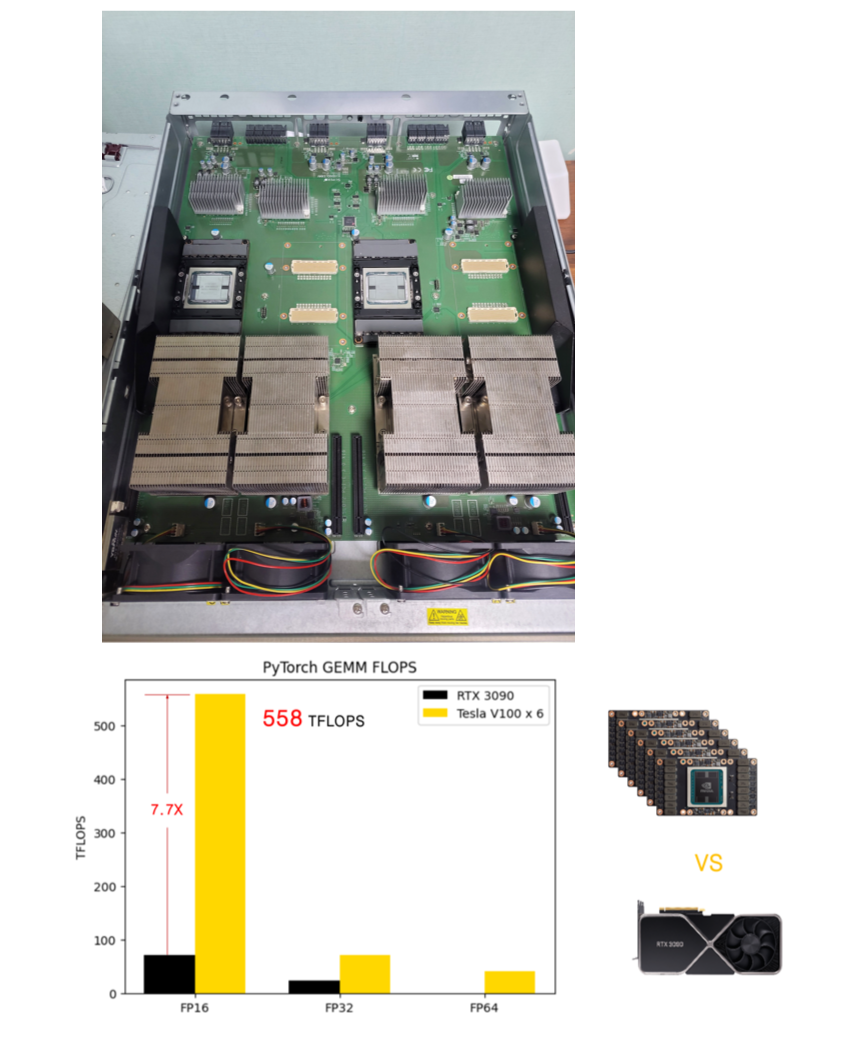 WARNING
PyTorch GEMM FLOPS
RTX 3090
Tesla V100 x 6
558 TFLOPS
7.7X
TFLOPS
500
400
300
200
100
0
FP16
FP32
FP64
VS
RTX 3090